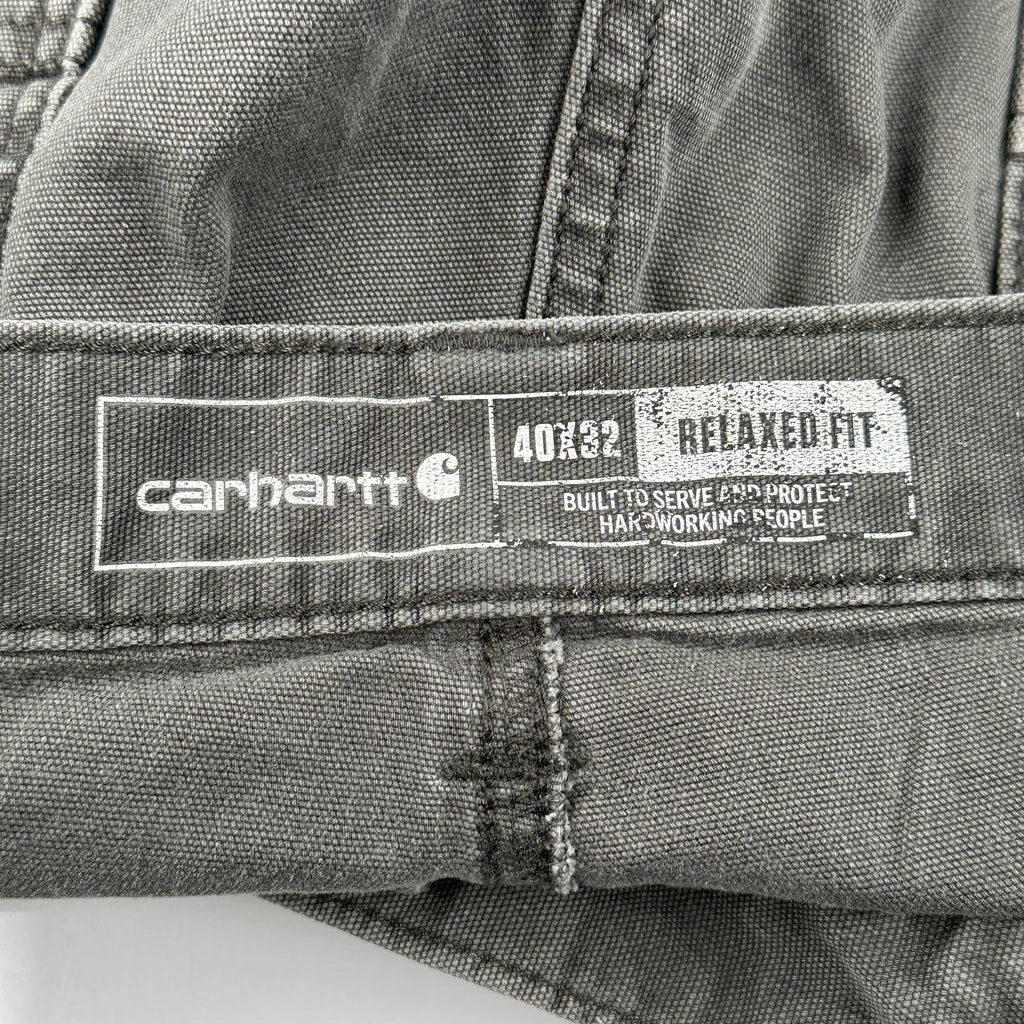 carhartt
40X32
RELAXED FIT
BUILT TO SERVE AND PROTECT
HARDWORKING PEOPLE